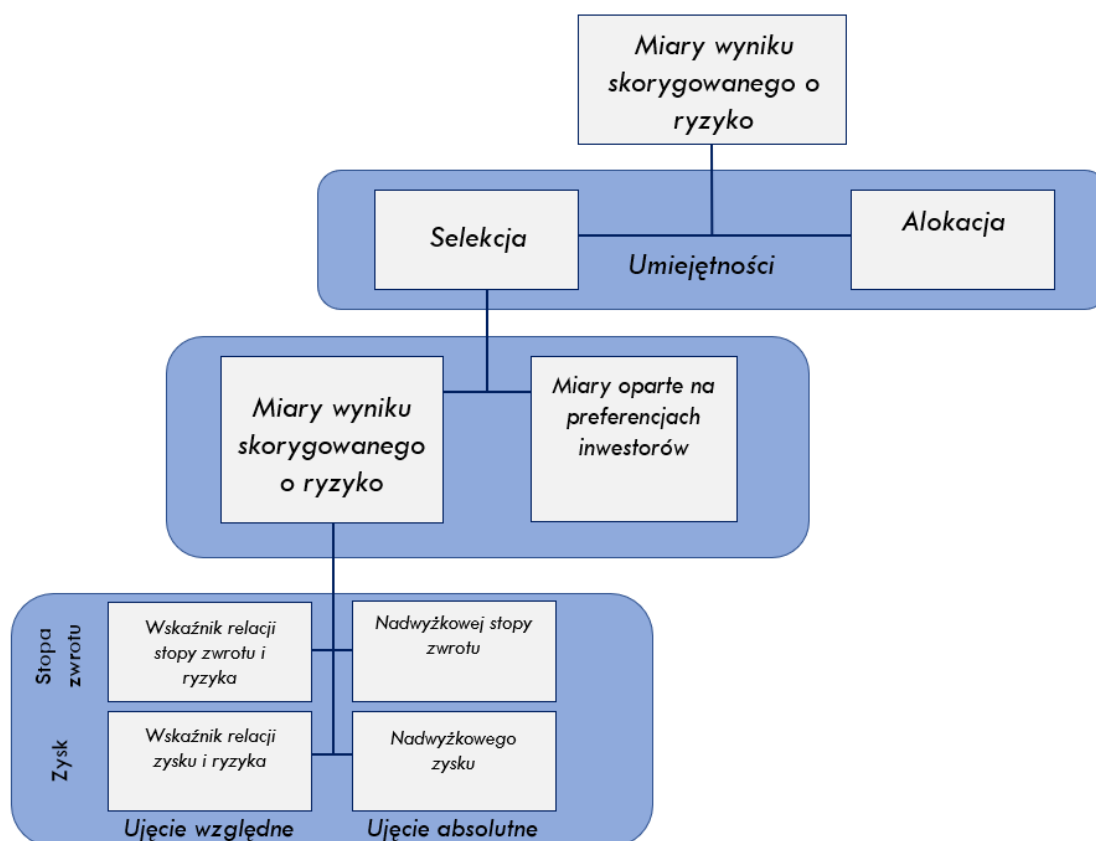 Miary wyniku
skorygowanego o
ryzyko
Selekcja
Alokacja
Umiejętności
Miary wyniku
skorygowanego
o ryzyko
Miary oparte na
preferencjach
inwestorów
Stopa
zwrotu
Wskaźnik relacji
stopy zwrotu i
ryzyka
Nadwyżkowej stopy
zwrotu
Zysk
Wskaźnik relacji
zysku i ryzyka
Nadwyżkowego
zysku
Ujęcie względne
Ujęcie absolutne